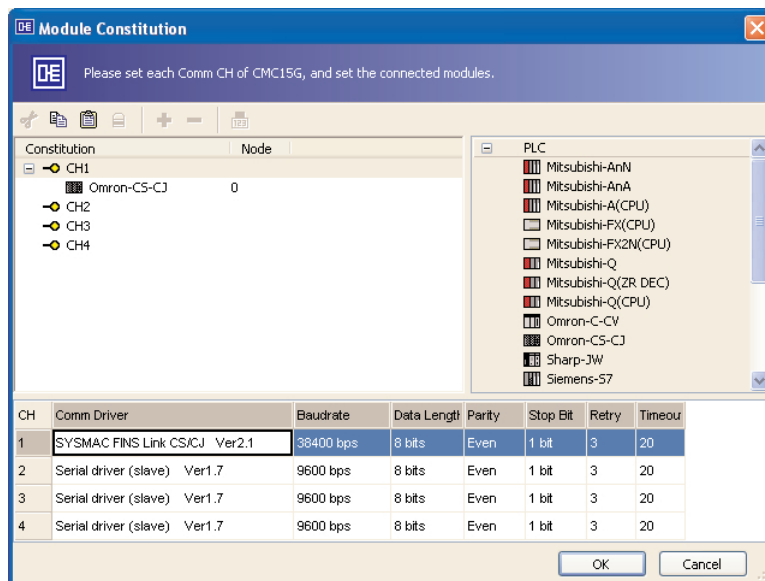 Module Constitution
Please set each Comm CH of CMC15G, and set the connected modules.
Constitution Node
CH1
Omron-CS-CJ 0
CH2
CH3
CH4
PLC
Mitsubishi-AnN
Mitsubishi-AnA
Mitsubishi-A(CPU)
Mitsubishi-FX(CPU)
Mitsubishi-FX2N(CPU)
Mitsubishi-Q
Mitsubishi-Q(ZR DEC)
Mitsubishi-Q(CPU)
Omron-C-CV
Omron-CS-CJ
Sharp-JW
Siemens-S7
CH Comm Driver Baudrate Data Length Parity Stop Bit Retry Timeour
1 SYSMAC FINS Link CS/CJ Ver2.1 38400 bps 8 bits Even 1 bit 3 20
2 Serial driver (slave) Ver1.7 9600 bps 8 bits Even 1 bit 3 20
3 Serial driver (slave) Ver1.7 9600 bps 8 bits Even 1 bit 3 20
4 Serial driver (slave) Ver1.7 9600 bps 8 bits Even 1 bit 3 20
OK Cancel